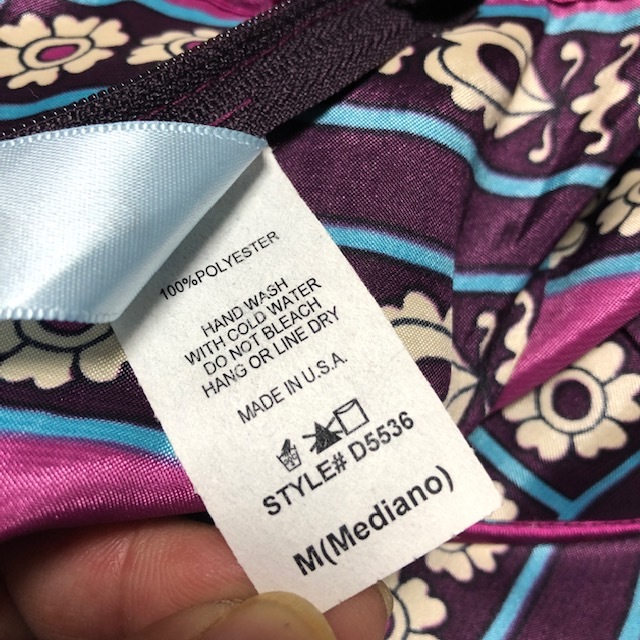 100%POLYESTER
HAND WASH
WITH COLD WATER
DO NOT BLEACH
HANG OR LINE DRY
MADE IN U.S.A.
STYLE# D5536
M(Mediano)